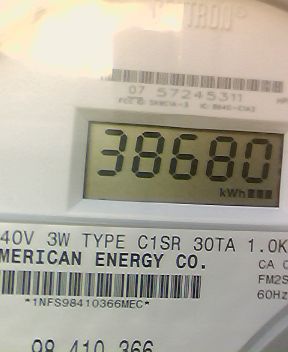 TRON
07 57245311
38680
kWh
40V 3W TYPE C1SR 30TA 1.0K
MERICAN ENERGY CO.
CA
FM2S
60Hz
*1NFS98410366MEC*
98 410 366